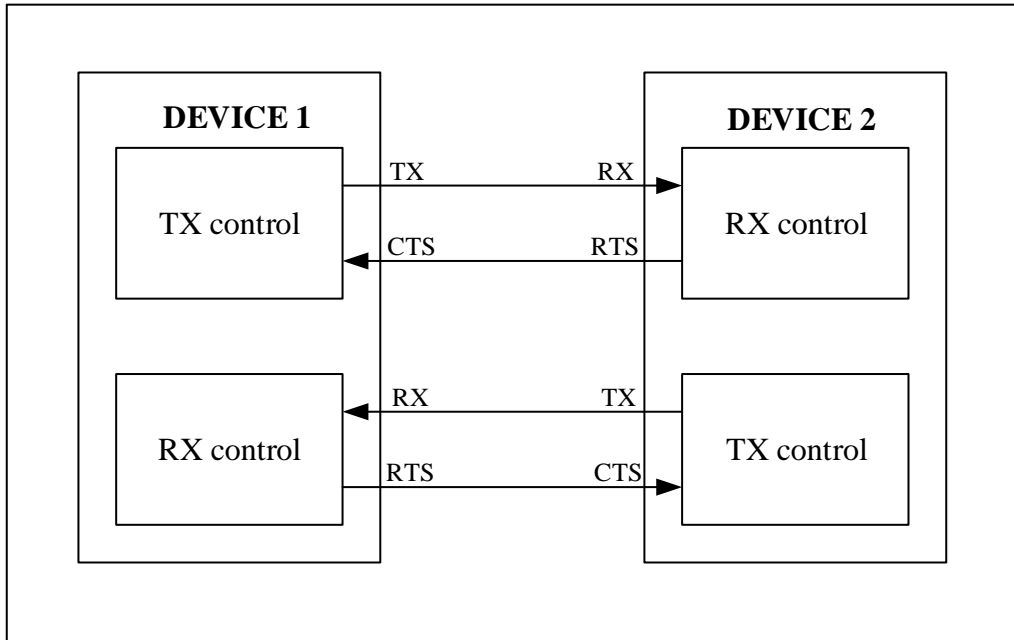 DEVICE 1
DEVICE 2
TX RX
TX control
RX control
CTS RTS
RX TX
RX control
TX control
RTS CTS